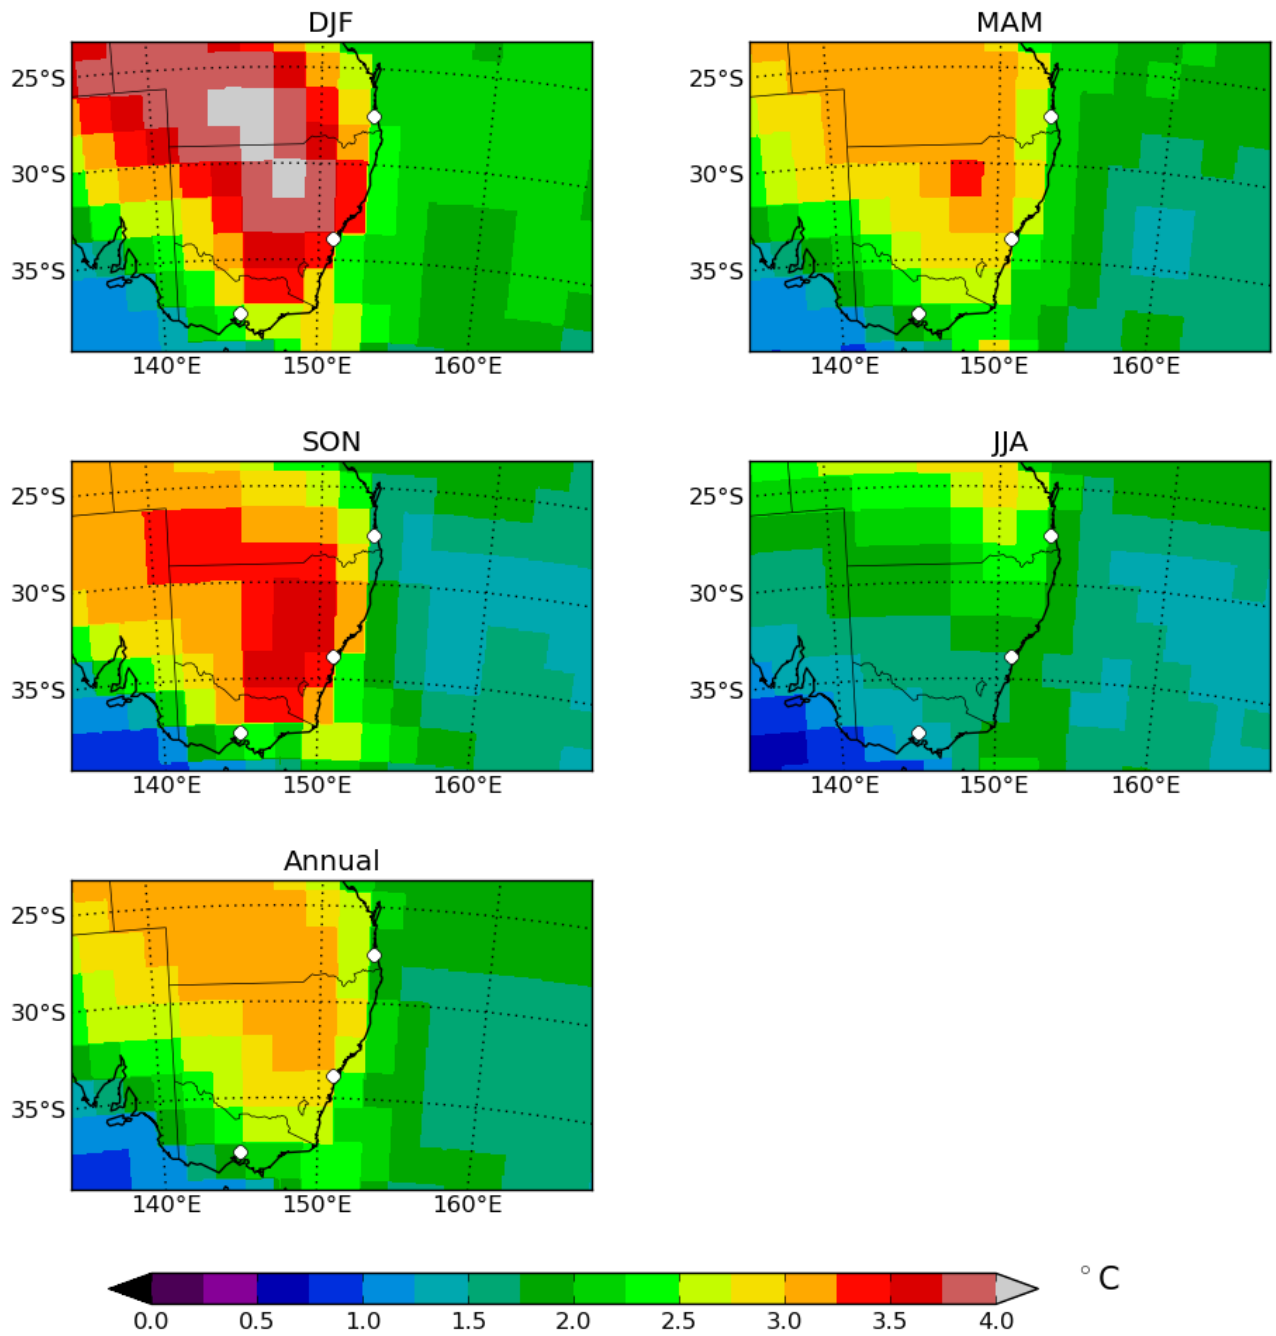 DJF MAM
25°S 25°S
30°S 30°S
35°S 35°S
140°E 150°E 160°E 140°E 150°E 160°E
SON JJA
25°S 25°S
30°S 30°S
35°S 35°S
140°E 150°E 160°E 140°E 150°E 160°E
Annual
25°S
30°S
35°S
140°E 150°E 160°E
°C
0.0 0.5 1.0 1.5 2.0 2.5 3.0 3.5 4.0